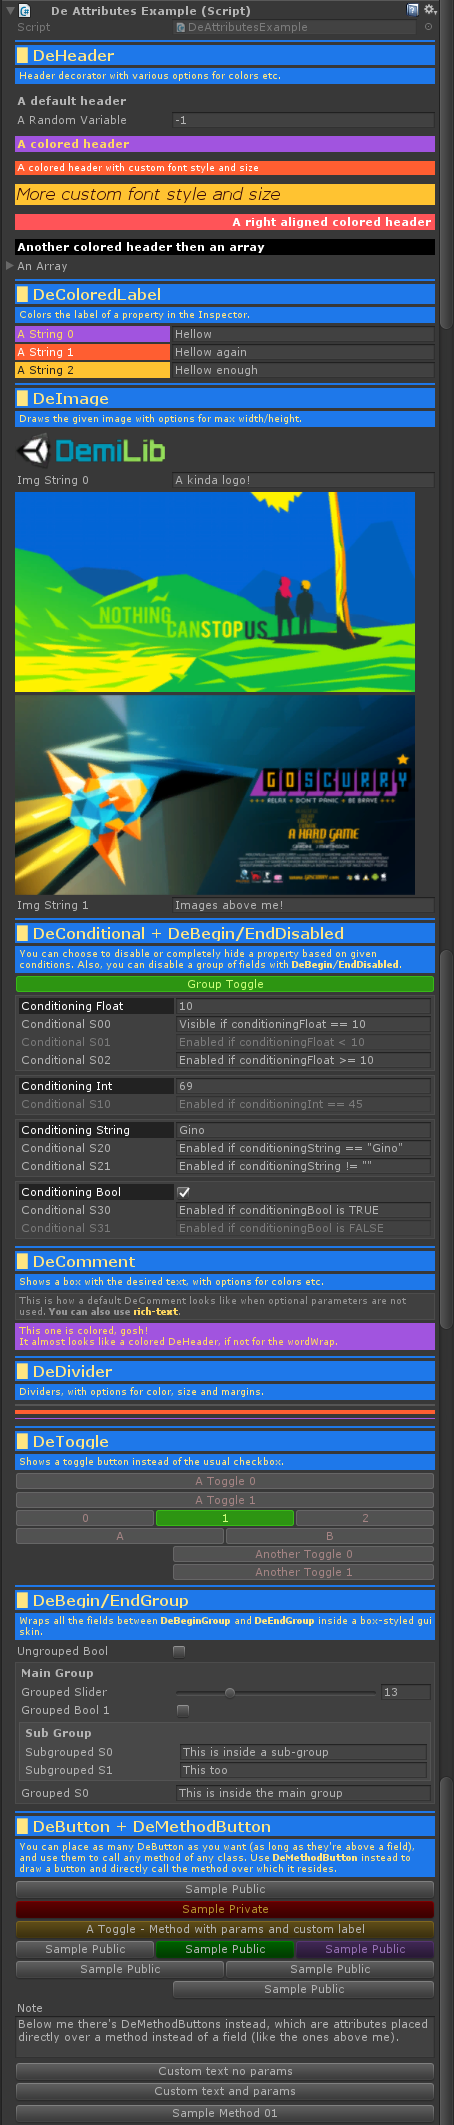 De Attributes Example (Script)
Script
DeAttributesExample
DeHeader
Header decorator with various options for colors etc.
A default header
A Random Variable
-1
A colored header
A colored header with custom font style and size
More custom font style and size
A right aligned colored header
Another colored header then an array
An Array
DeColoredLabel
Colors the label of a property in the Inspector.
A String 0
Hellow
A String 1
Hellow again
A String 2
Hellow enough
DeImage
Draws the given image with options for max width/height.
DemiLib
Img String 0
A kinda logo!
NOTHING
CANSTOPUS
GOSCURRY
RELAX + DON'T PANIC + BE BRAVE
A HARD GAME
Img String 1
Images above me!
DeConditional + DeBegin/EndDisabled
You can choose to disable or completely hide a property based on given
conditions. Also, you can disable a group of fields with DeBegin/EndDisabled.
Group Toggle
Conditioning Float
10
Conditional S00
Visible if conditioningFloat == 10
Conditional S01
Enabled if conditioningFloat < 10
Conditional S02
Enabled if conditioningFloat >= 10
Conditioning Int
69
Conditional S10
Enabled if conditioningInt == 45
Conditioning String
Gino
Conditional S20
Enabled if conditioningString == "Gino"
Conditional S21
Enabled if conditioningString != ""
Conditioning Bool
Conditional S30
Enabled if conditioningBool is TRUE
Conditional S31
Enabled if conditioningBool is FALSE
DeComment
Shows a box with the desired text, with options for colors etc.
This is how a default DeComment looks like when optional parameters are not
used. You can also use rich-text.
This one is colored, gosh!
It almost looks like a colored DeHeader, if not for the wordWrap.
DeDivider
Dividers, with options for color, size and margins.
DeToggle
Shows a toggle button instead of the usual checkbox.
A Toggle 0
A Toggle 1
0
1
2
A
B
Another Toggle 0
Another Toggle 1
DeBegin/EndGroup
Wraps all the fields between DeBeginGroup and DeEndGroup inside a box-styled gui
skin.
Ungrouped Bool
Main Group
Grouped Slider
13
Grouped Bool 1
Sub Group
Subgrouped S0
This is inside a sub-group
Subgrouped S1
This too
Grouped S0
This is inside the main group
DeButton + DeMethodButton
You can place as many DeButton as you want (as long as they're above a field),
and use them to call any method of any class. Use DeMethodButton instead to
draw a button and directly call the method over which it resides.
Sample Public
Sample Private
A Toggle - Method with params and custom label
Sample Public
Sample Public
Sample Public
Sample Public
Sample Public
Sample Public
Note
Below me there's DeMethodButtons instead, which are attributes placed
directly over a method instead of a field (like the ones above me).
Custom text no params
Custom text and params
Sample Method 01